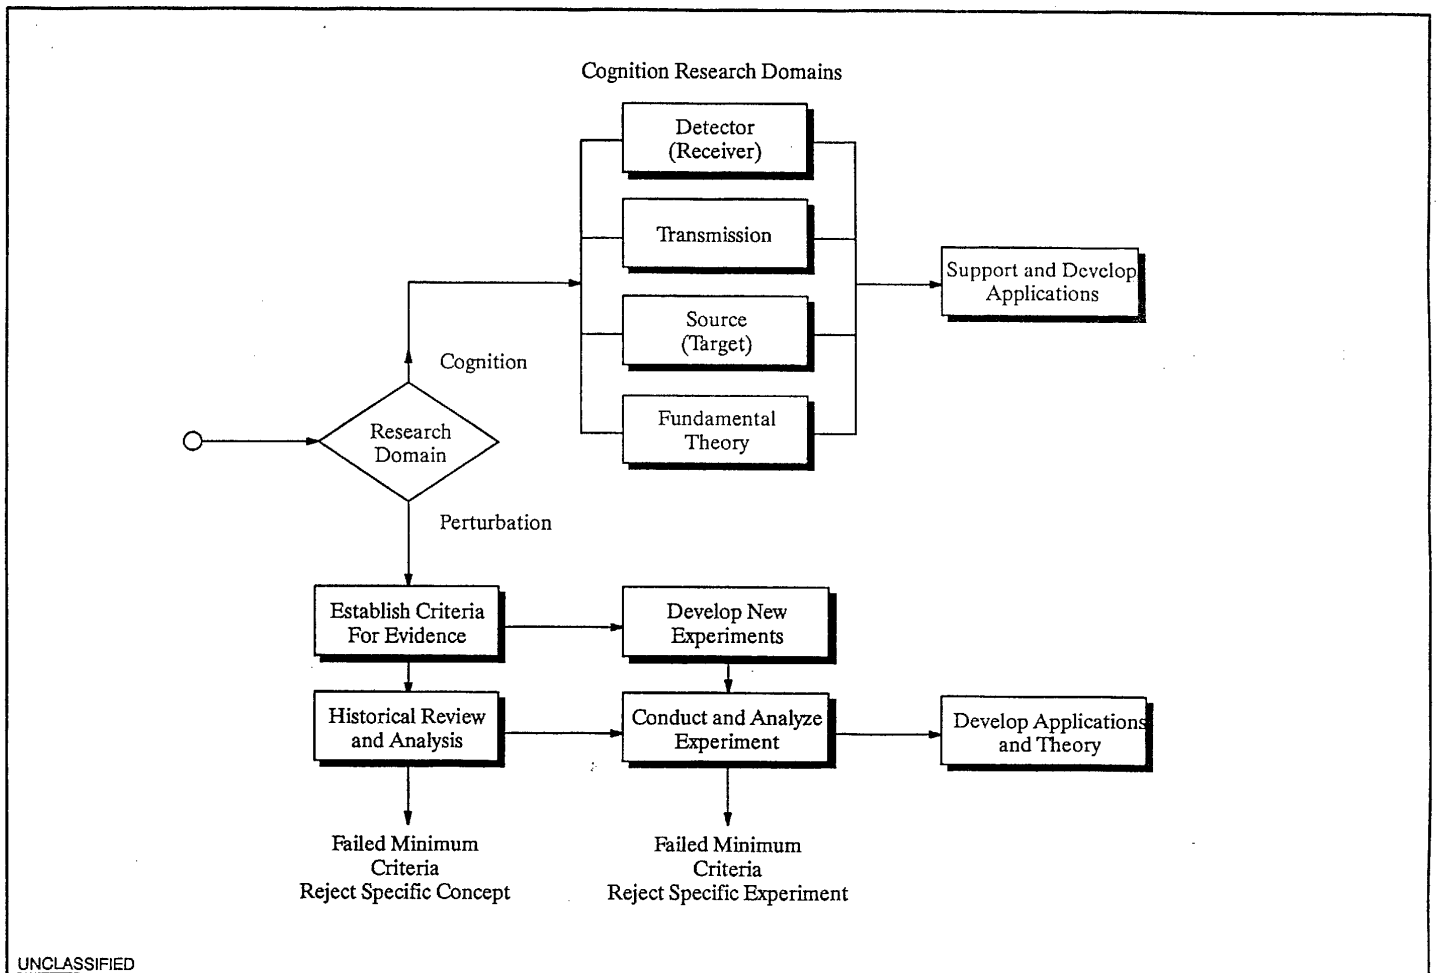 Cognition Research Domains
Detector
(Receiver)
Transmission
Support and Develop
Applications
Source
(Target)
Cognition
Fundamental
Theory
Research
Domain
Perturbation
Establish Criteria
For Evidence
Develop New
Experiments
Historical Review
and Analysis
Conduct and Analyze
Experiment
Develop Applications
and Theory
Failed Minimum
Criteria
Reject Specific Concept
Failed Minimum
Criteria
Reject Specific Experiment
UNCLASSIFIED